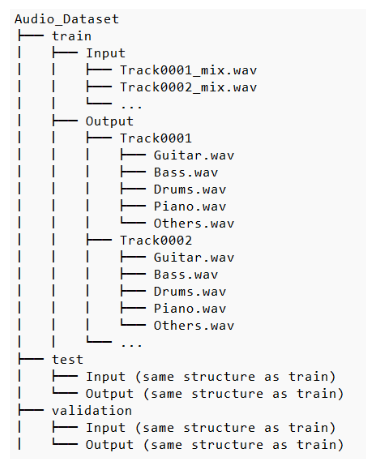 Audio_Dataset
├── train
│   ├── Input
│   │   ├── Track0001_mix.wav
│   │   ├── Track0002_mix.wav
│   │   └── ...
│   ├── Output
│   │   ├── Track0001
│   │   │   ├── Guitar.wav
│   │   │   ├── Bass.wav
│   │   │   ├── Drums.wav
│   │   │   ├── Piano.wav
│   │   │   └── Others.wav
│   │   ├── Track0002
│   │   │   ├── Guitar.wav
│   │   │   ├── Bass.wav
│   │   │   ├── Drums.wav
│   │   │   ├── Piano.wav
│   │   │   └── Others.wav
│   │   └── ...
├── test
│   ├── Input (same structure as train)
│   └── Output (same structure as train)
├── validation
│   ├── Input (same structure as train)
│   └── Output (same structure as train)